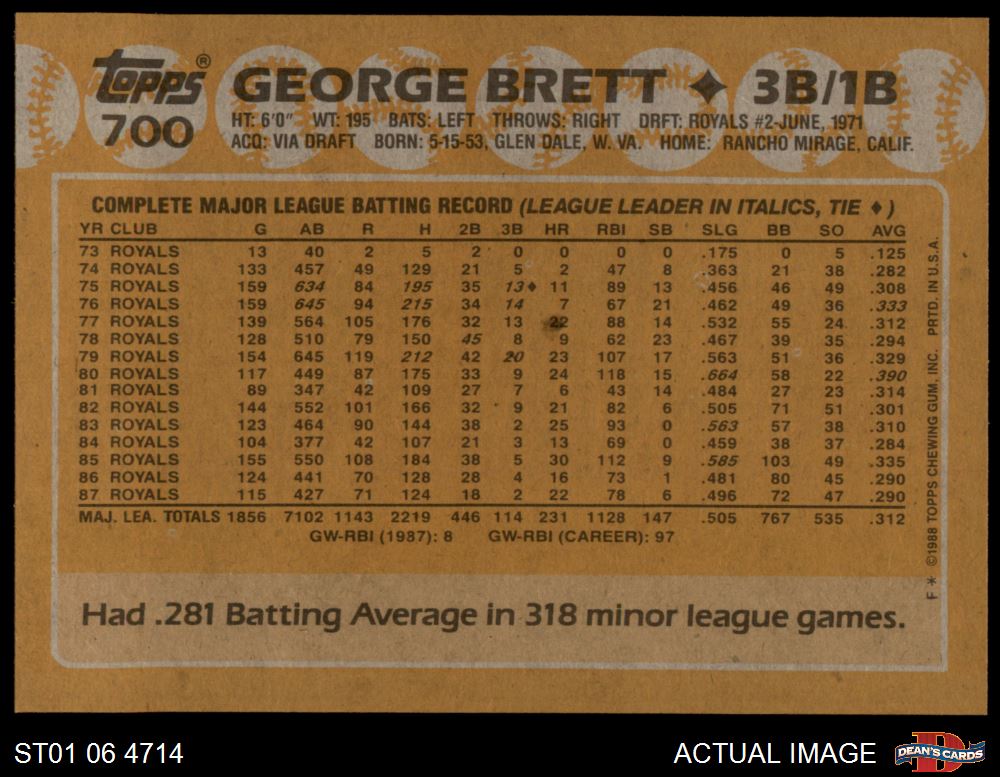 topps® GEORGE BRETT ✦ 3B/1B
700 HT: 6'0" WT: 195 BATS: LEFT THROWS: RIGHT DRFT: ROYALS #2-JUNE, 1971
ACQ: VIA DRAFT BORN: 5-15-53, GLEN DALE, W. VA. HOME: RANCHO MIRAGE, CALIF.
COMPLETE MAJOR LEAGUE BATTING RECORD (LEAGUE LEADER IN ITALICS, TIE ♦)
YR CLUB G AB R H 2B 3B HR RBI SB SLG BB SO AVG
73 ROYALS 13 40 2 5 2 0 0 0 0 .175 0 5 .125
74 ROYALS 133 457 49 129 21 5 2 47 8 .363 21 38 .282
75 ROYALS 159 634 84 195 35 13♦ 11 89 13 .456 46 49 .308
76 ROYALS 159 645 94 215 34 14 7 67 21 .462 49 36 .333
77 ROYALS 139 564 105 176 32 13 22 88 14 .532 55 24 .312
78 ROYALS 128 510 79 150 45 8 9 62 23 .467 39 35 .294
79 ROYALS 154 645 119 212 42 20 23 107 17 .563 51 36 .329
80 ROYALS 117 449 87 175 33 9 24 118 15 .664 58 22 .390
81 ROYALS 89 347 42 109 27 7 6 43 14 .484 27 23 .314
82 ROYALS 144 552 101 166 32 9 21 82 6 .505 71 51 .301
83 ROYALS 123 464 90 144 38 2 25 93 0 .563 57 38 .310
84 ROYALS 104 377 42 107 21 3 13 69 0 .459 38 37 .284
85 ROYALS 155 550 108 184 38 5 30 112 9 .585 103 49 .335
86 ROYALS 124 441 70 128 28 4 16 73 1 .481 80 45 .290
87 ROYALS 115 427 71 124 18 2 22 78 6 .496 72 47 .290
MAJ. LEA. TOTALS 1856 7102 1143 2219 446 114 231 1128 147 .505 767 535 .312
GW-RBI (1987): 8 GW-RBI (CAREER): 97
F * ©1988 TOPPS CHEWING GUM, INC. PRTD. IN U.S.A.
Had .281 Batting Average in 318 minor league games.
ST01 06 4714 ACTUAL IMAGE D DEAN'S CARDS